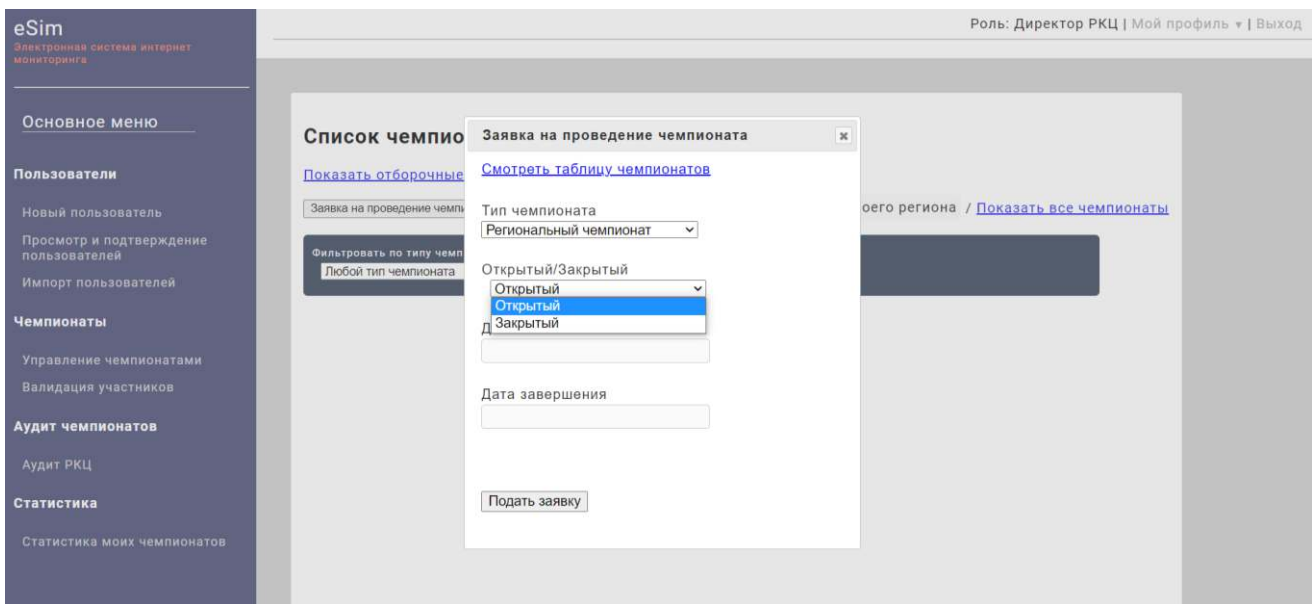 eSim
Электронная система интернет
мониторинга
Роль: Директор РКЦ | Мой профиль ▾ | Выход
Основное меню
Пользователи
Новый пользователь
Просмотр и подтверждение
пользователей
Импорт пользователей
Чемпионаты
Управление чемпионатами
Валидация участников
Аудит чемпионатов
Аудит РКЦ
Статистика
Статистика моих чемпионатов
Список чемпио
Показать отборочные
Заявка на проведение чемпи
оего региона / Показать все чемпионаты
Фильтровать по типу чемп
Любой тип чемпионата
Заявка на проведение чемпионата
Смотреть таблицу чемпионатов
Тип чемпионата
Региональный чемпионат
Открытый/Закрытый
Открытый
Открытый
Закрытый
Д
Дата завершения
Подать заявку